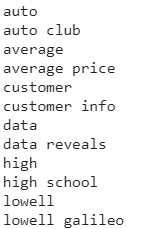 auto
auto club
average
average price
customer
customer info
data
data reveals
high
high school
lowell
lowell galileo